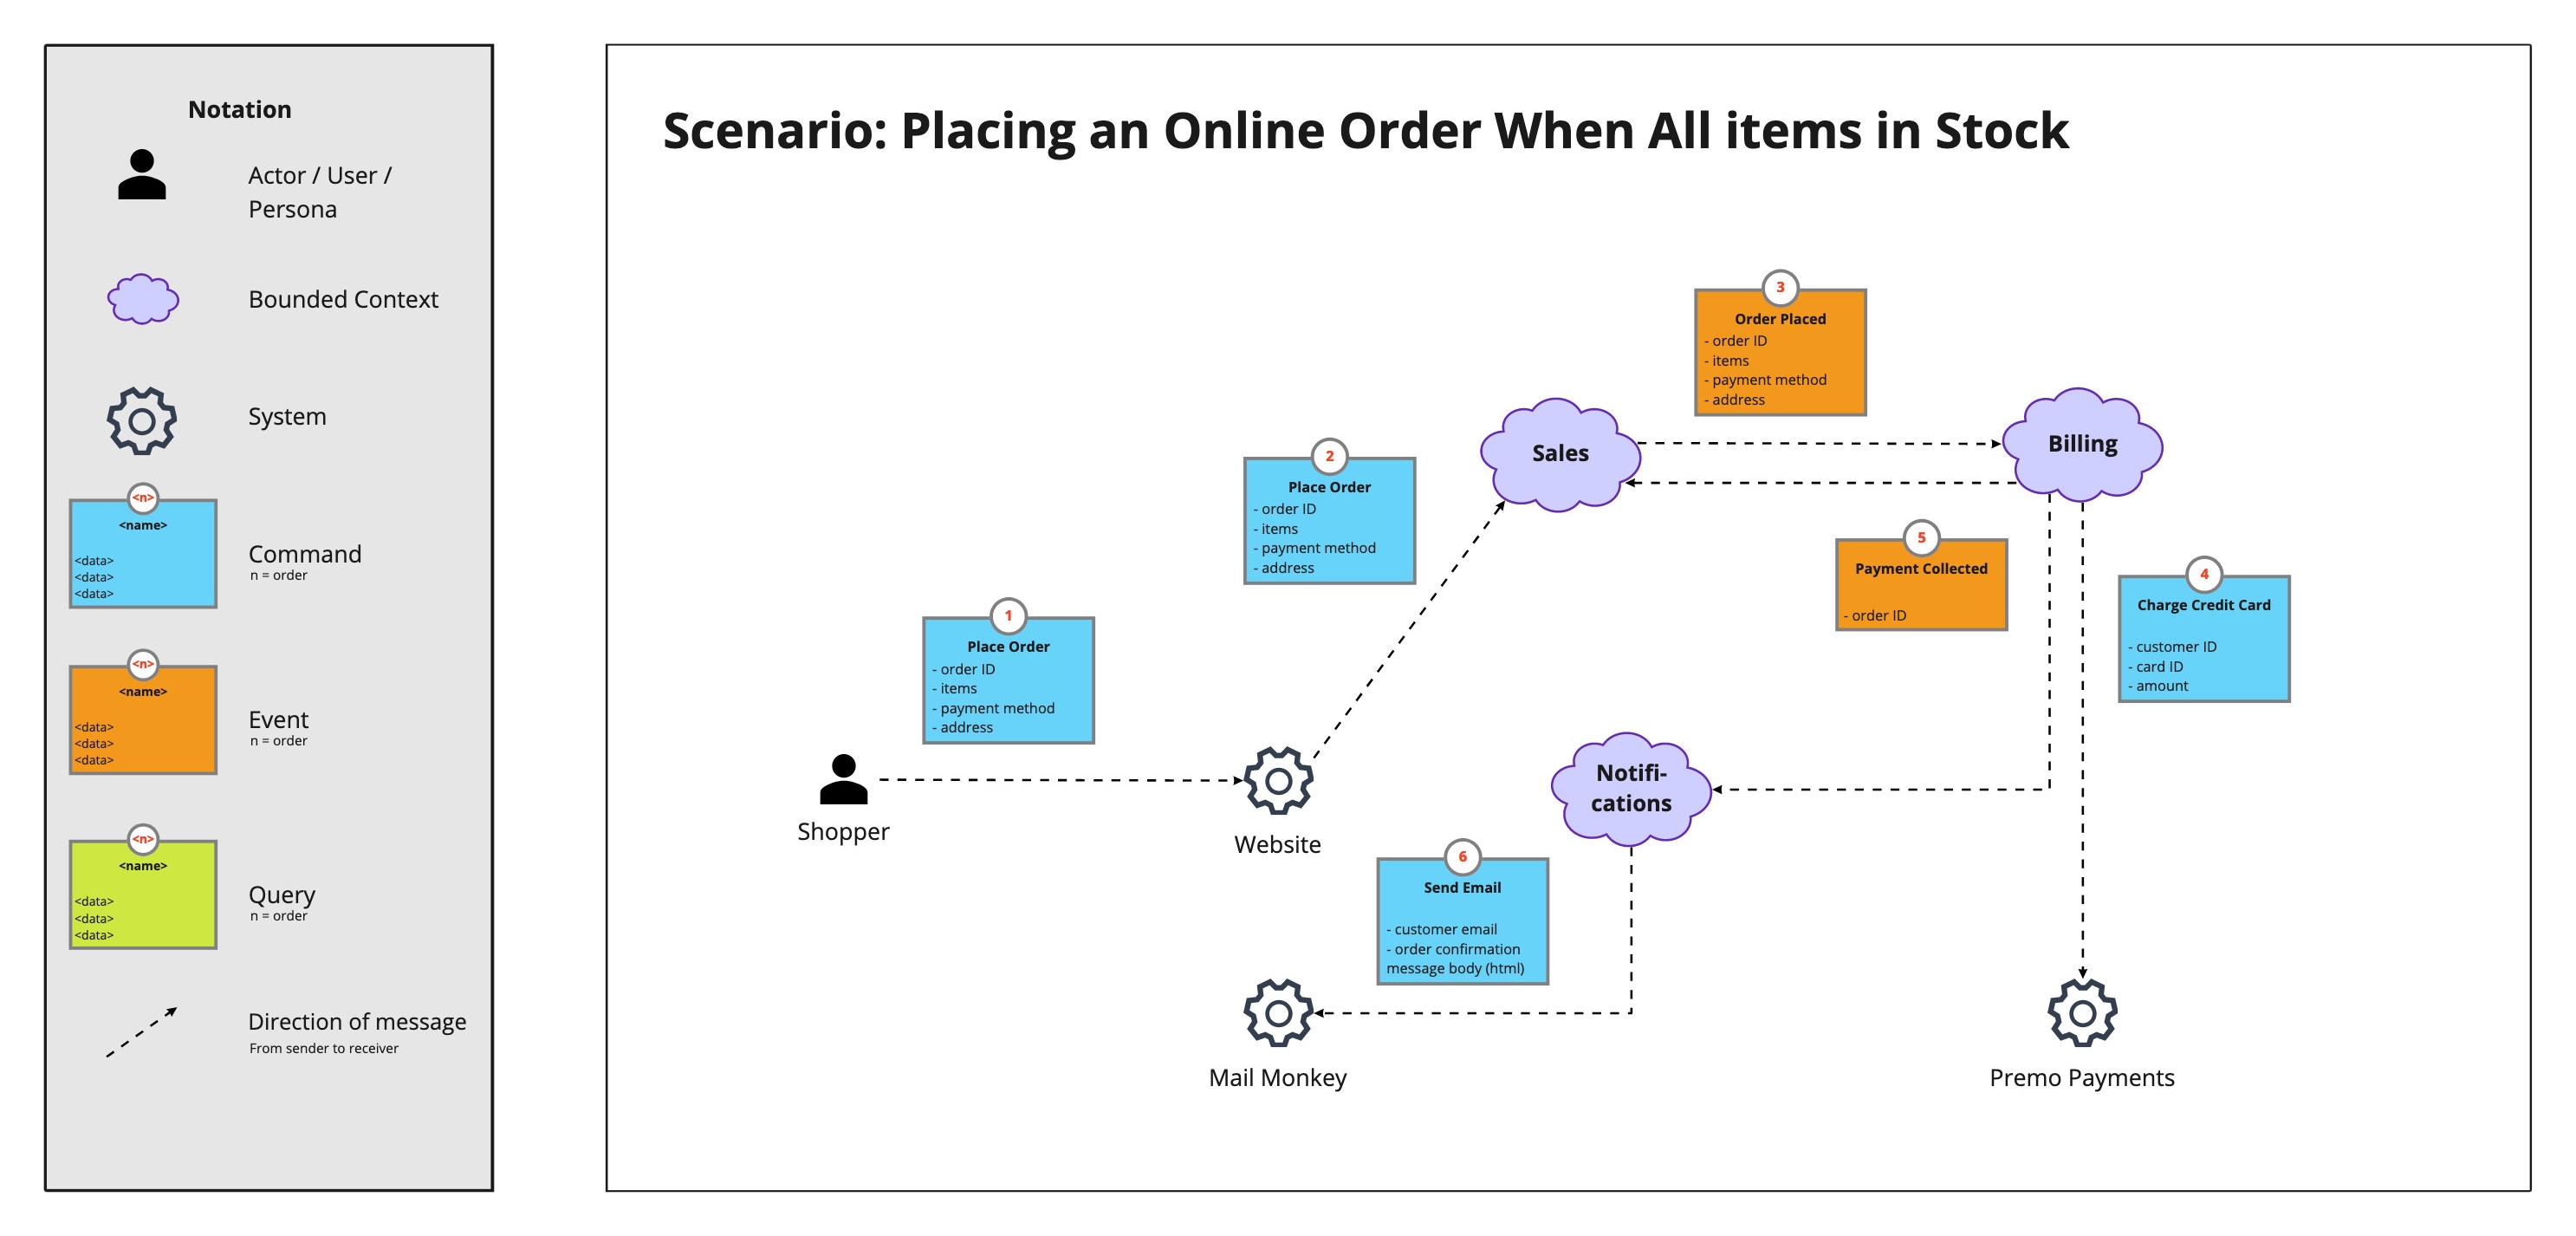 Notation
Actor / User /
Persona
Bounded Context
System
<n>
<name>
<data>
<data>
<data>
Command
n = order
<n>
<name>
<data>
<data>
<data>
Event
n = order
<n>
<name>
<data>
<data>
<data>
Query
n = order
Direction of message
From sender to receiver
Scenario: Placing an Online Order When All items in Stock
1
Place Order
- order ID
- items
- payment method
- address
Shopper
Website
2
Place Order
- order ID
- items
- payment method
- address
Sales
3
Order Placed
- order ID
- items
- payment method
- address
Billing
4
Charge Credit Card
- customer ID
- card ID
- amount
5
Payment Collected
- order ID
Notifi-
cations
6
Send Email
- customer email
- order confirmation
message body (html)
Mail Monkey
Premo Payments